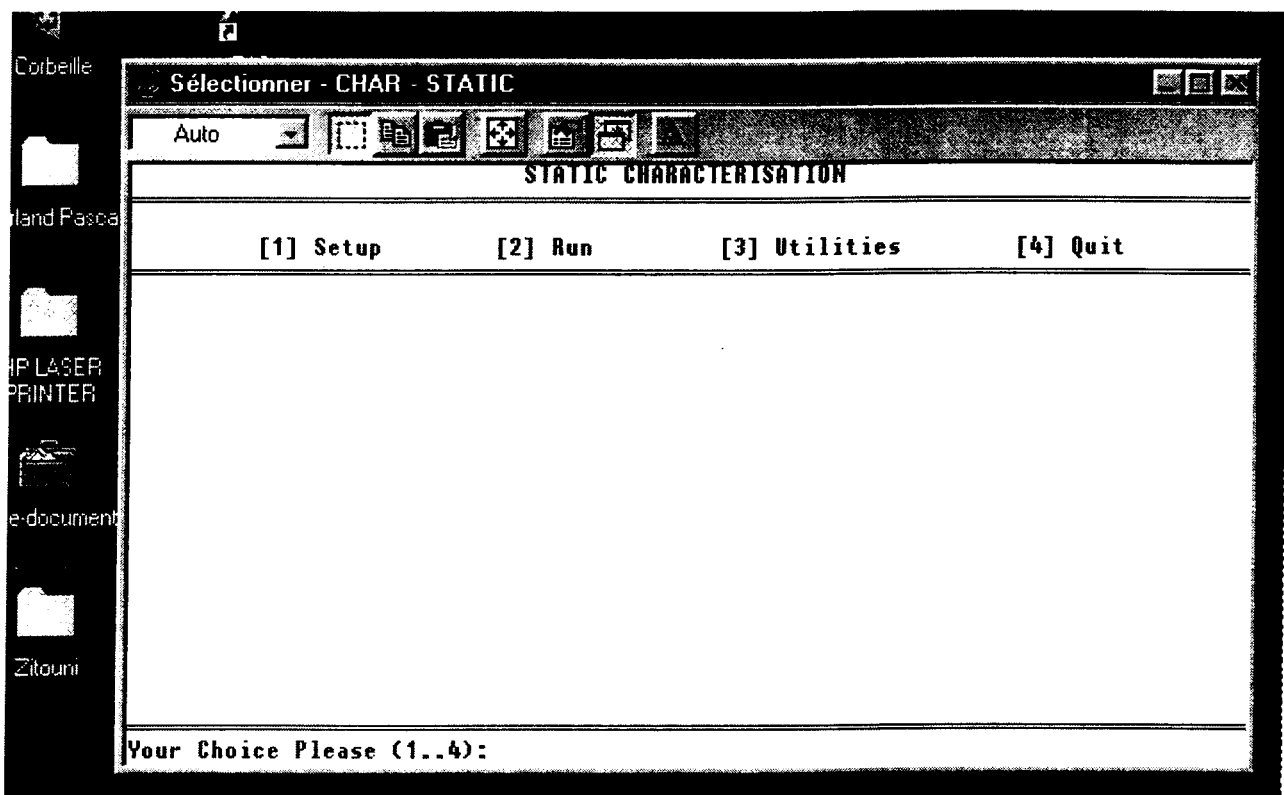 Corbeille
Sélectionner - CHAR - STATIC
Auto
STATIC CHARACTERISATION
land Pasca
[1] Setup [2] Run [3] Utilities [4] Quit
HP LASER
PRINTER
e-document
Zitouni
Your Choice Please (1..4):